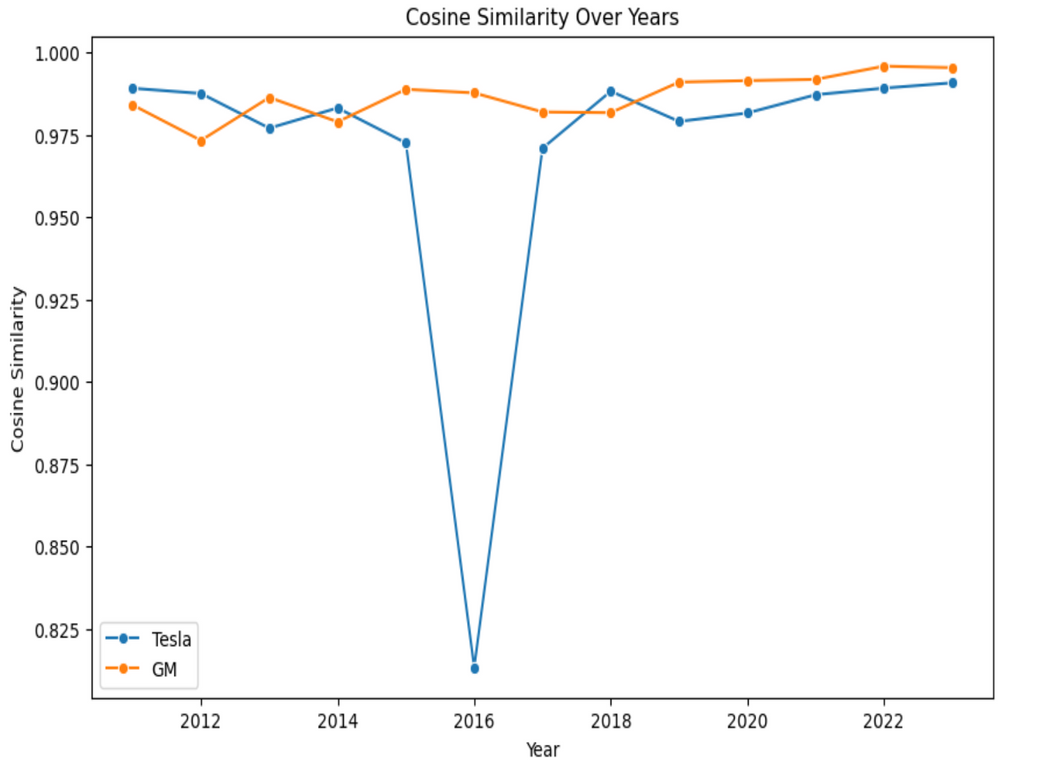 Cosine Similarity Over Years
1.000
0.975
0.950
0.925
0.900
0.875
0.850
0.825
Cosine Similarity
Tesla
GM
2012 2014 2016 2018 2020 2022
Year